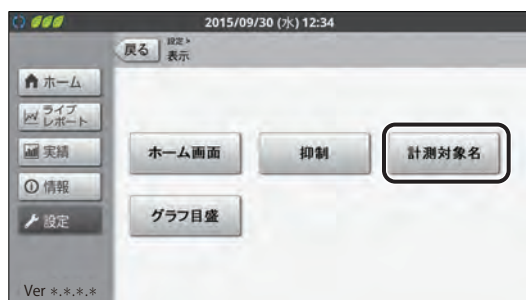 2015/09/30 (水) 12:34
戻る
設定>
表示
ホーム
ライブ
レポート
実績
情報
設定
ホーム画面
抑制
計測対象名
グラフ目盛
Ver *.*.*.*